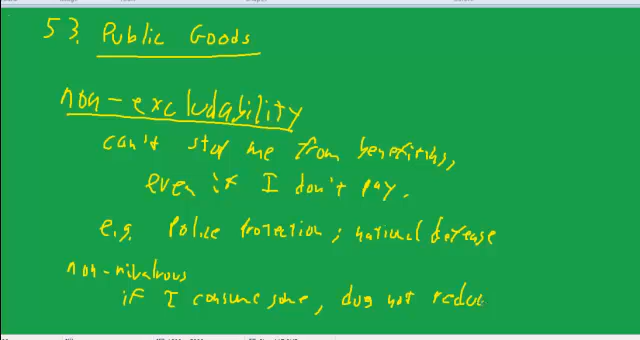 53. Public Goods
non-excludability
can't stop me from benefiting,
even if I don't pay.
e.g. Police Protection; national defense
non-rivalrous
if I consume some, does not reduc